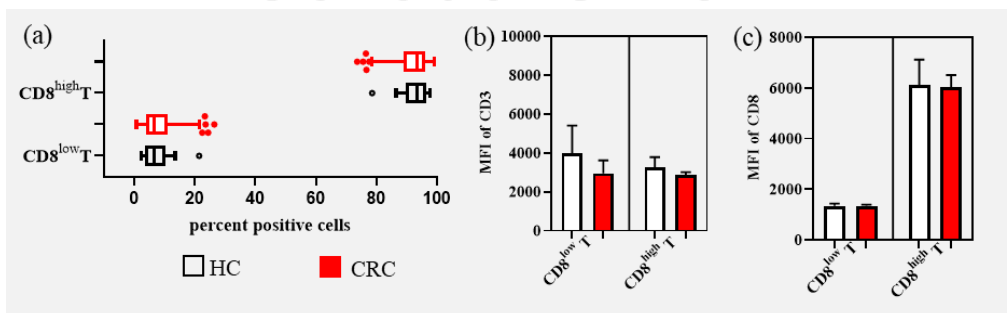 (a)
CD8highT
CD8lowT
0 20 40 60 80 100
percent positive cells
HC CRC
(b)
MFI of CD3
10000
8000
6000
4000
2000
0
CD8low T
CD8high T
(c)
MFI of CD8
8000
6000
4000
2000
0
CD8low T
CD8high T